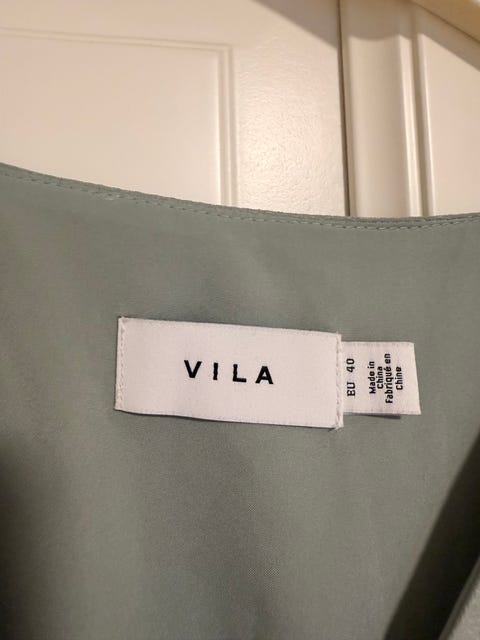 VILA
EU 40
Made in
China
Fabriqué en
Chine